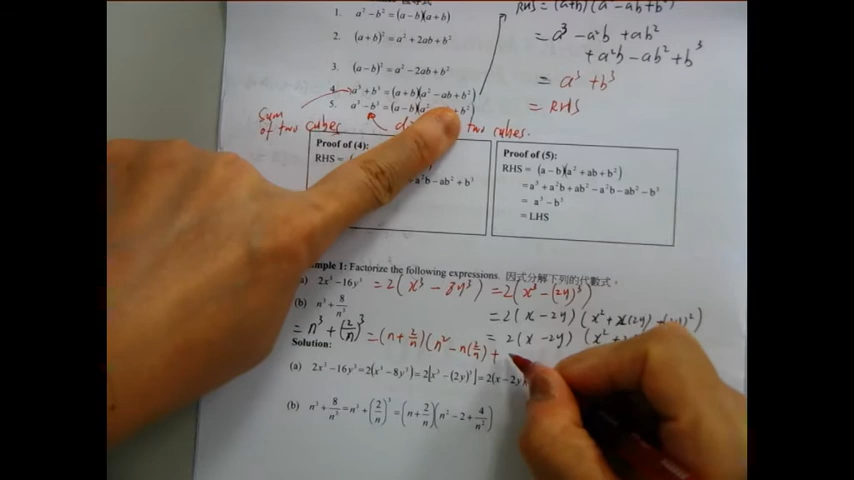 RHS = (a+b)(a² - ab + b²)
1. a² − b² = (a − b)(a + b)
= a³ - a²b + ab²
2. (a + b)² = a² + 2ab + b²
+ a²b - ab² + b³
3. (a − b)² = a² − 2ab + b²
= a³ + b³
4. a³ + b³ = (a + b)(a² − ab + b²)
5. a³ − b³ = (a − b)(a² + b²)
= RHS
Sum of two cubes
two cubes.
Proof of (4):
RHS =
a²b − ab² + b³
Proof of (5):
RHS = (a − b)(a² + ab + b²)
= a³ + a²b + ab² − a²b − ab² − b³
= a³ − b³
= LHS
mple 1: Factorize the following expressions. 因式分解下列的代數式。
a) 2x³ − 16y³ = 2(x³ - 8y³) = 2(x³ - (2y)³)
(b) n³ + 8/n³
= 2(x - 2y)(x² + x(2y) + (2y)²)
= n³ + (2/n)³ = (n + 2/n)(n² - n(2/n) +
= 2(x - 2y)(x² +
Solution:
(a) 2x³ − 16y³ = 2(x³ − 8y³) = 2[x³ − (2y)³] = 2(x − 2y)
(b) n³ + 8/n³ = n³ + (2/n)³ = (n + 2/n)(n² − 2 + 4/n²)